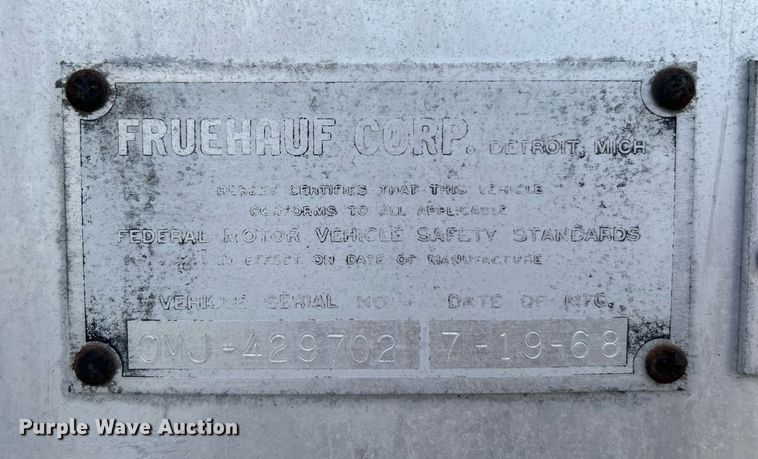 FRUEHAUF CORP. DETROIT, MICH
HEREBY CERTIFIES THAT THIS VEHICLE
CONFORMS TO ALL APPLICABLE
FEDERAL MOTOR VEHICLE SAFETY STANDARDS
IN EFFECT ON DATE OF MANUFACTURE
VEHICLE SERIAL NO. DATE OF MFG.
OMJ-429702 7-19-68
Purple Wave Auction